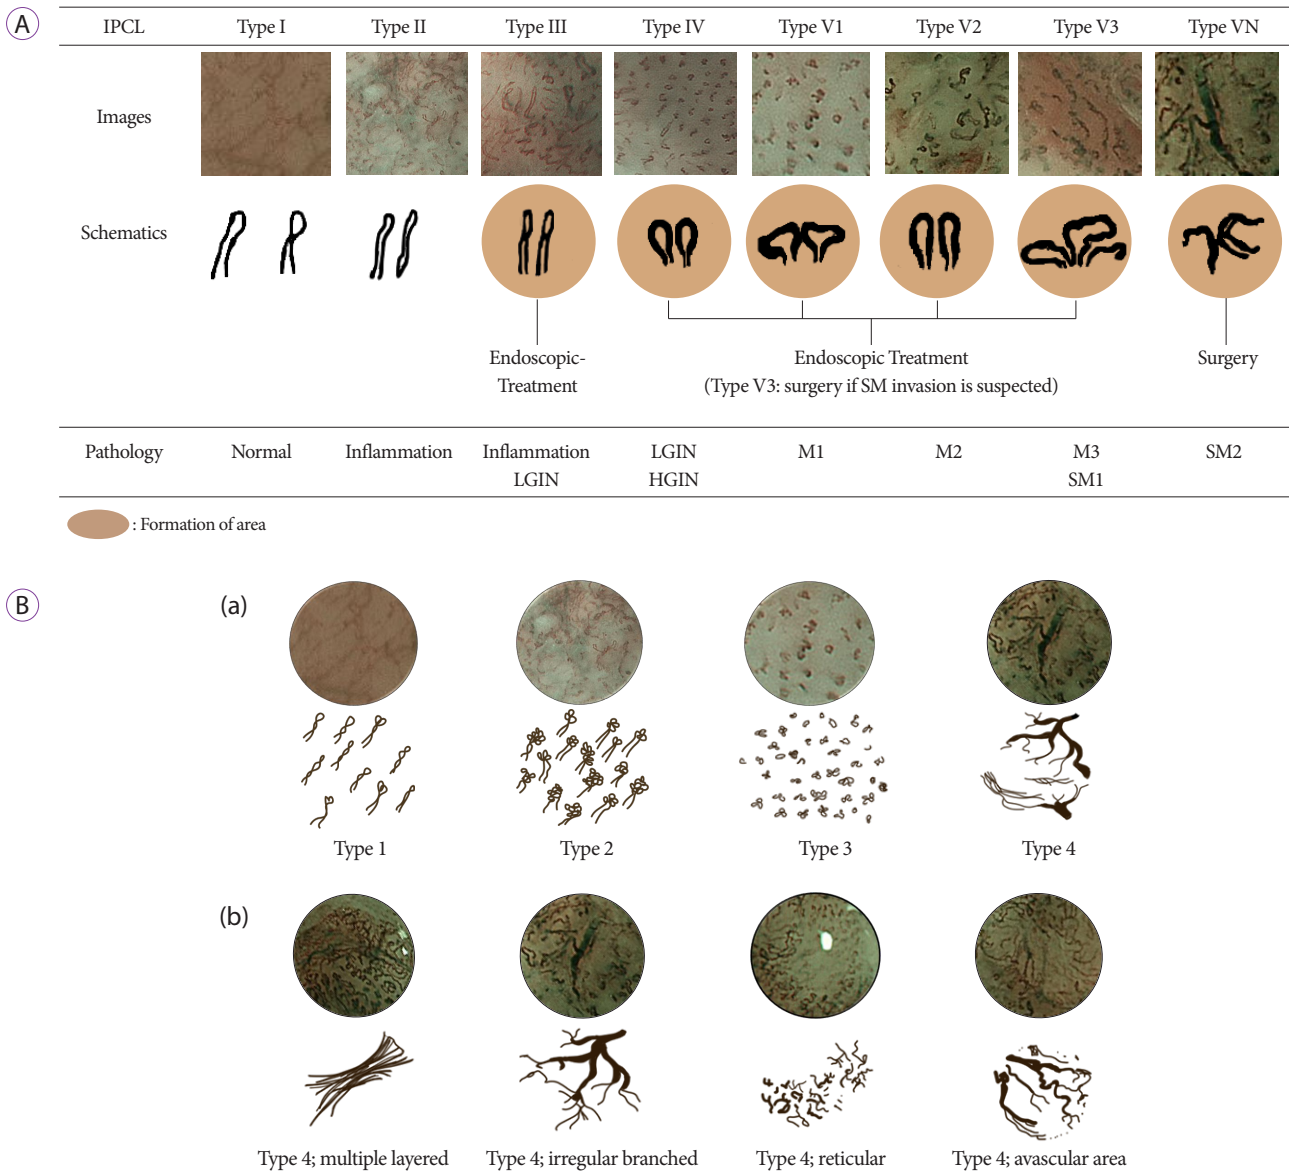 A
IPCL Type I Type II Type III Type IV Type V1 Type V2 Type V3 Type VN
Images
Schematics
Endoscopic- Endoscopic Treatment Surgery
Treatment (Type V3: surgery if SM invasion is suspected)
Pathology Normal Inflammation Inflammation LGIN M1 M2 M3 SM2
LGIN HGIN SM1
: Formation of area
B
(a)
Type 1 Type 2 Type 3 Type 4
(b)
Type 4; multiple layered Type 4; irregular branched Type 4; reticular Type 4; avascular area